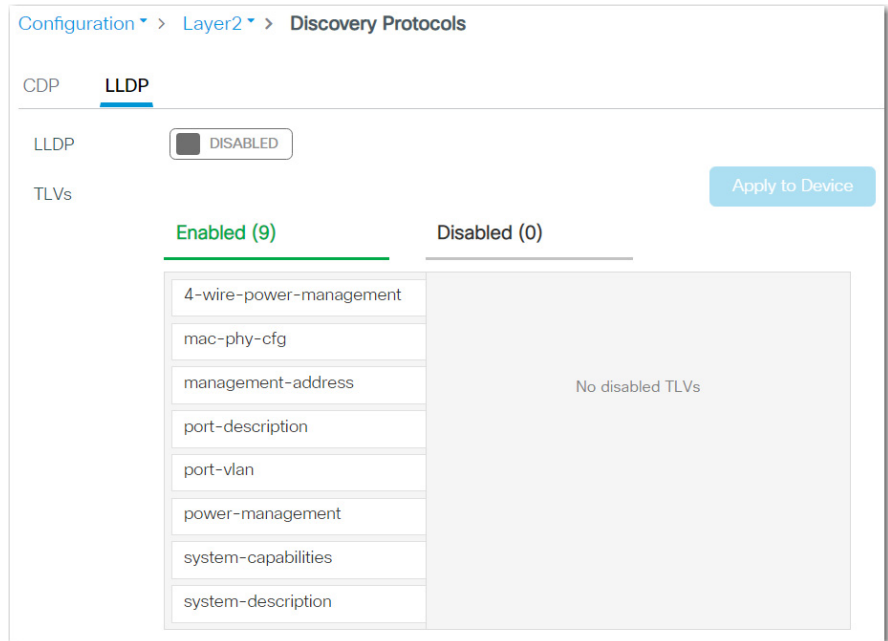 Configuration > Layer2 > Discovery Protocols
CDP LLDP
LLDP DISABLED
TLVs
Apply to Device
Enabled (9) Disabled (0)
4-wire-power-management
mac-phy-cfg
management-address
No disabled TLVs
port-description
port-vlan
power-management
system-capabilities
system-description